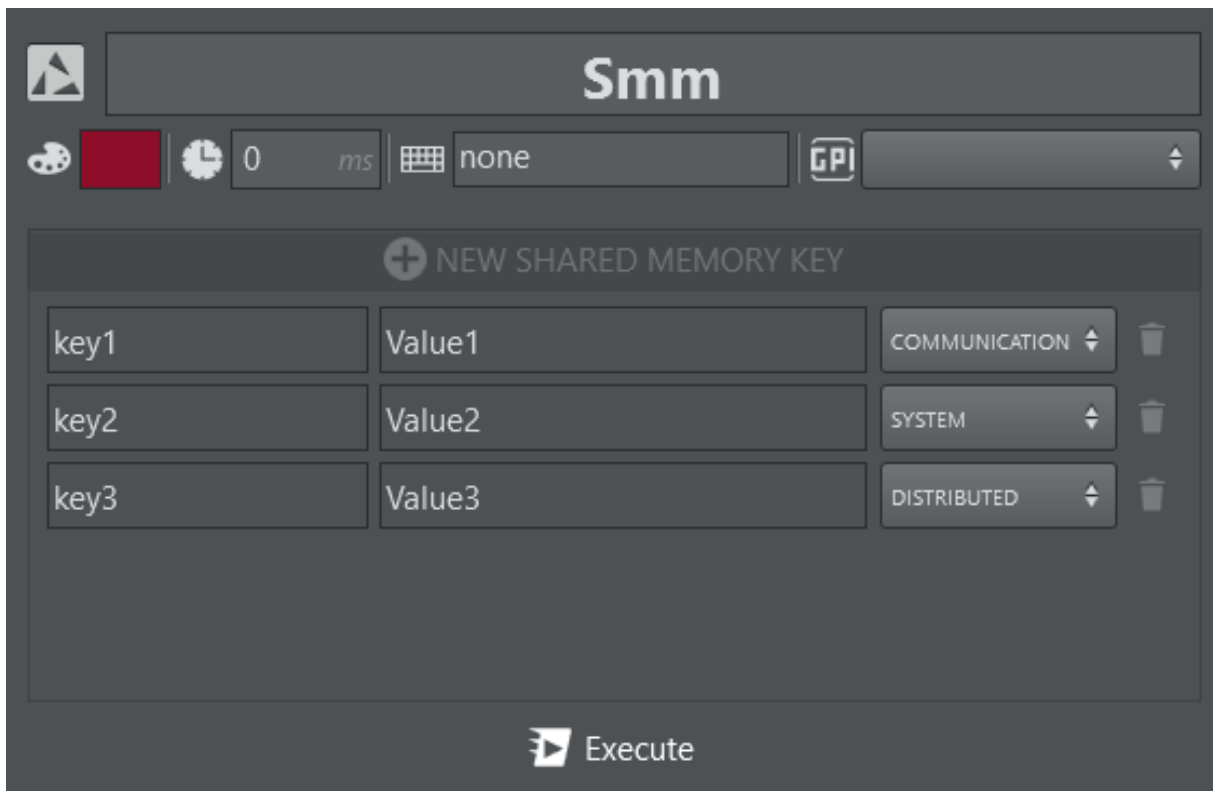 Smm
0 ms none GPI
NEW SHARED MEMORY KEY
key1 Value1 COMMUNICATION
key2 Value2 SYSTEM
key3 Value3 DISTRIBUTED
Execute